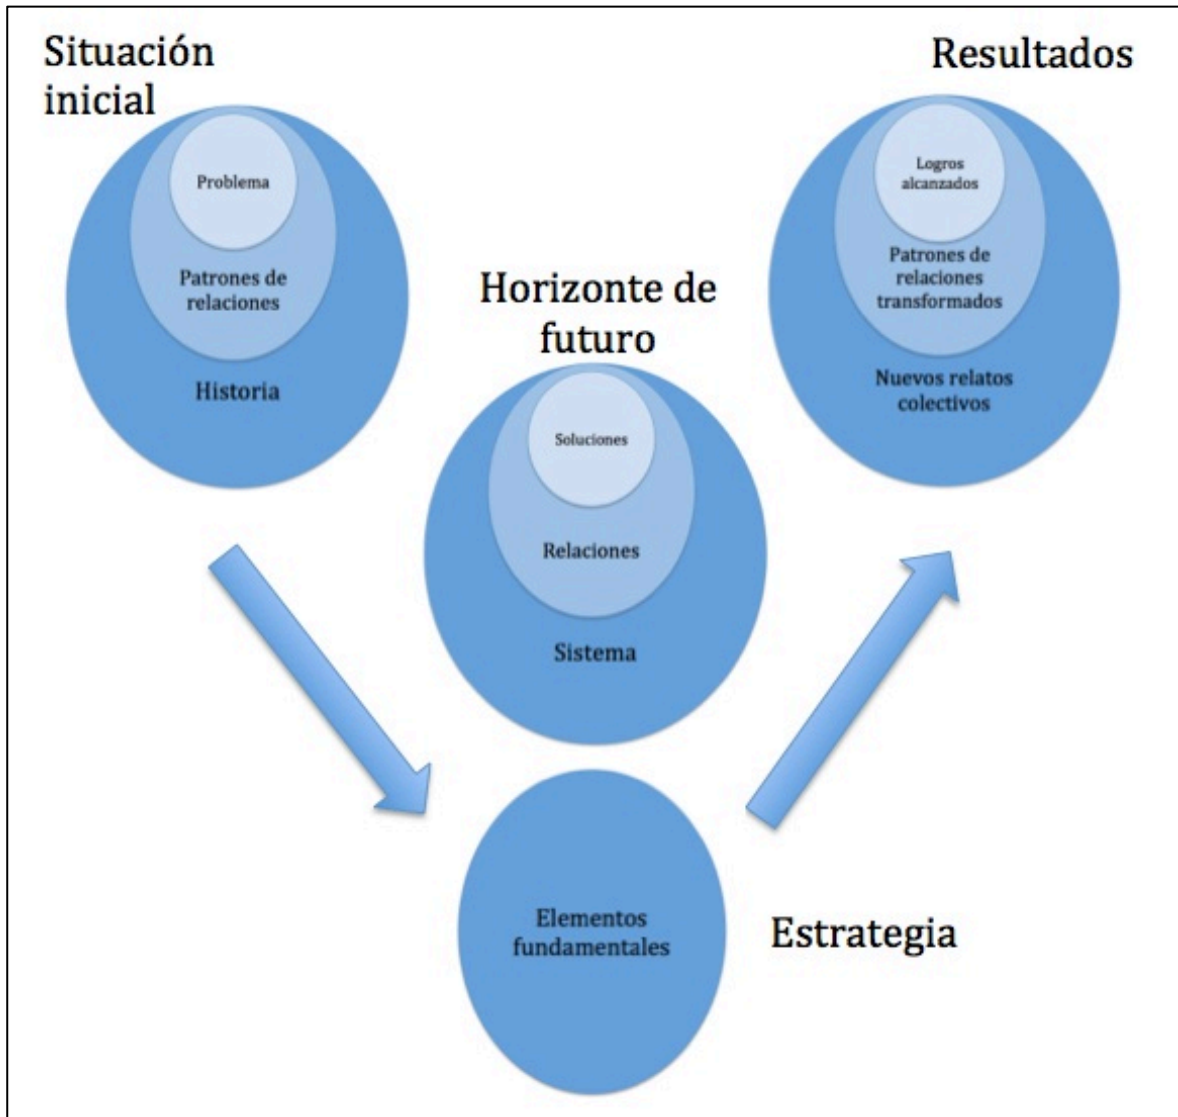 Situación
inicial
Problema
Patrones de
relaciones
Historia
Horizonte de
futuro
Soluciones
Relaciones
Sistema
Resultados
Logros
alcanzados
Patrones de
relaciones
transformados
Nuevos relatos
colectivos
Elementos
fundamentales
Estrategia